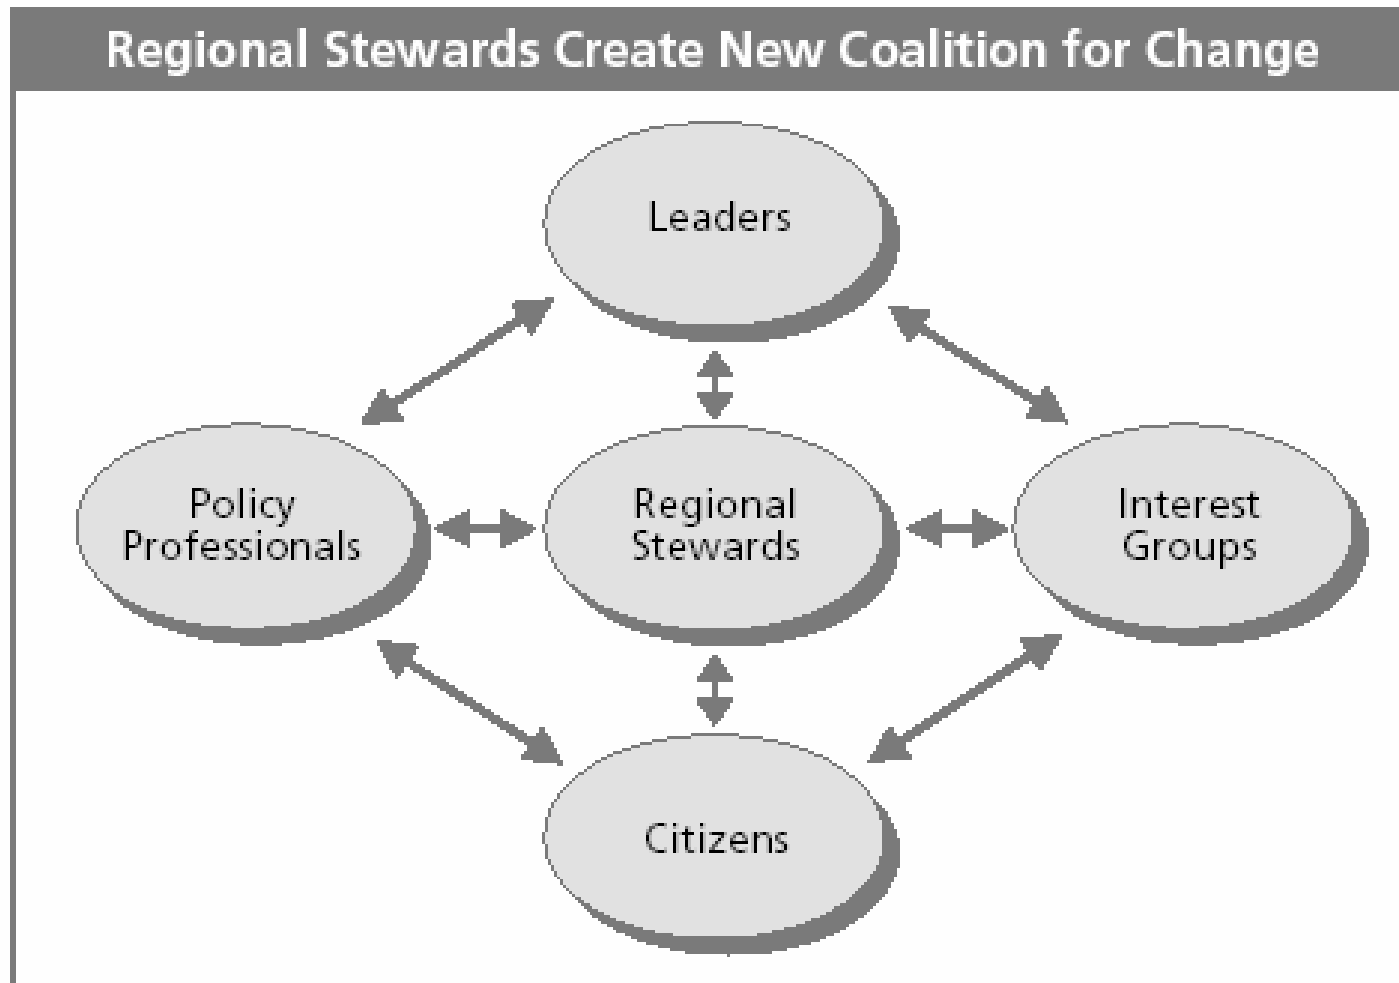 Regional Stewards Create New Coalition for Change
Leaders
Policy
Professionals
Regional
Stewards
Interest
Groups
Citizens